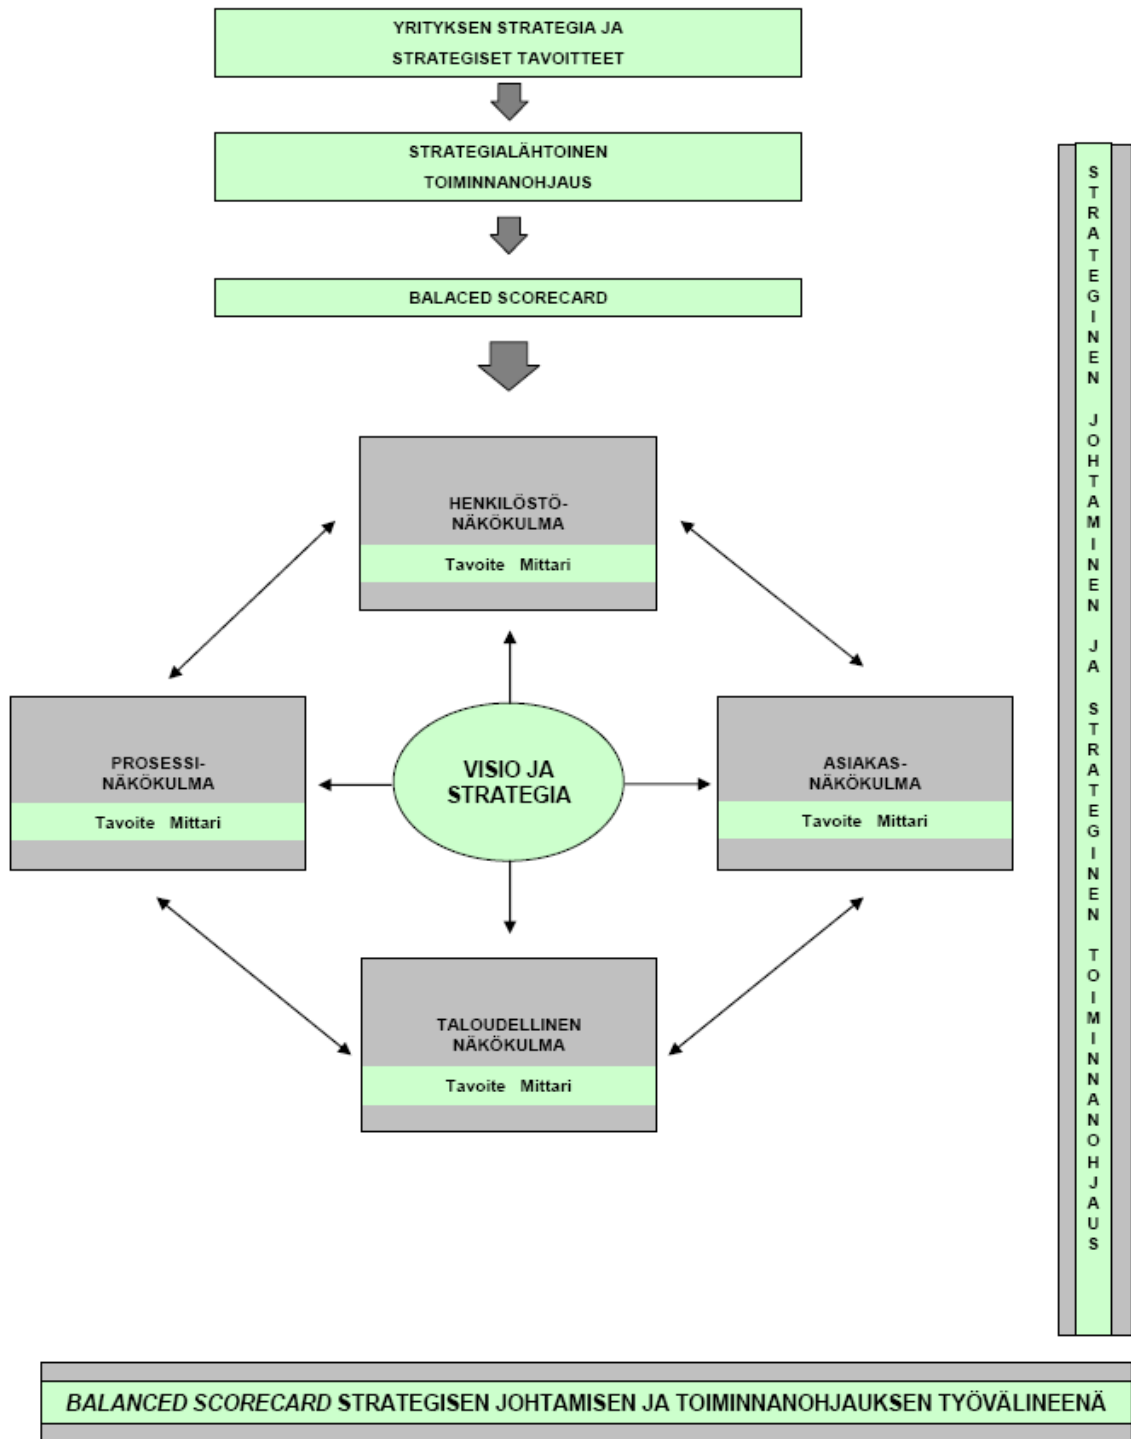 YRITYKSEN STRATEGIA JA
STRATEGISET TAVOITTEET
STRATEGIALÄHTOINEN
TOIMINNANOHJAUS
BALACED SCORECARD
HENKILÖSTÖ-
NÄKÖKULMA
Tavoite Mittari
PROSESSI-
NÄKÖKULMA
Tavoite Mittari
VISIO JA
STRATEGIA
ASIAKAS-
NÄKÖKULMA
Tavoite Mittari
TALOUDELLINEN
NÄKÖKULMA
Tavoite Mittari
STRATEGINEN JOHTAMINEN JA STRATEGINEN TOIMINNANOHJAUS
BALANCED SCORECARD STRATEGISEN JOHTAMISEN JA TOIMINNANOHJAUKSEN TYÖVÄLINEENÄ